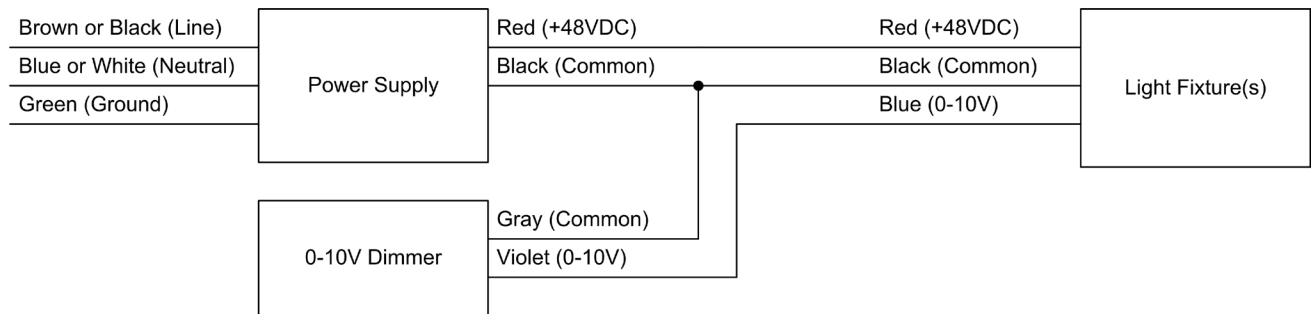 Brown or Black (Line)
Blue or White (Neutral)
Green (Ground)
Power Supply
Red (+48VDC)
Black (Common)
Red (+48VDC)
Black (Common)
Blue (0-10V)
Light Fixture(s)
0-10V Dimmer
Gray (Common)
Violet (0-10V)